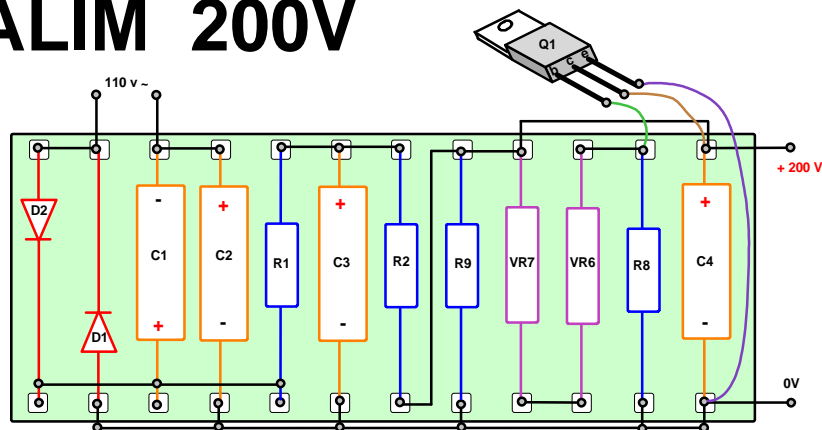 ALIM 200V
Q1
b c e
110 v ~
+ 200 V
D2
D1
-
C1
+
+
C2
-
R1
+
C3
-
R2
R9
VR7
VR6
R8
+
C4
-
0V